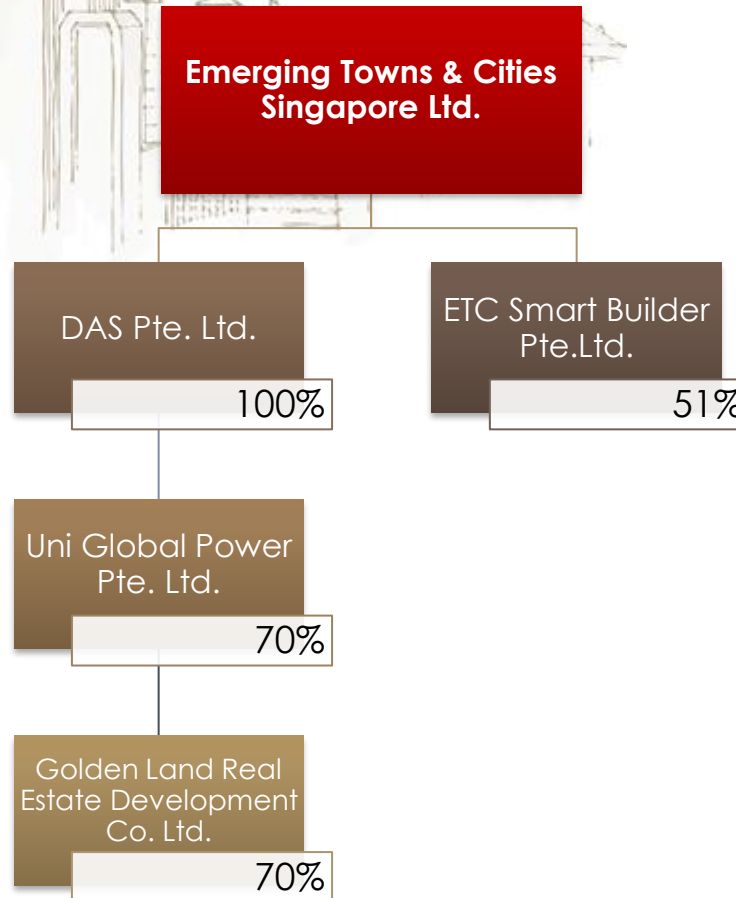 Emerging Towns & Cities
Singapore Ltd.
DAS Pte. Ltd.
100%
ETC Smart Builder
Pte.Ltd.
51%
Uni Global Power
Pte. Ltd.
70%
Golden Land Real
Estate Development
Co. Ltd.
70%